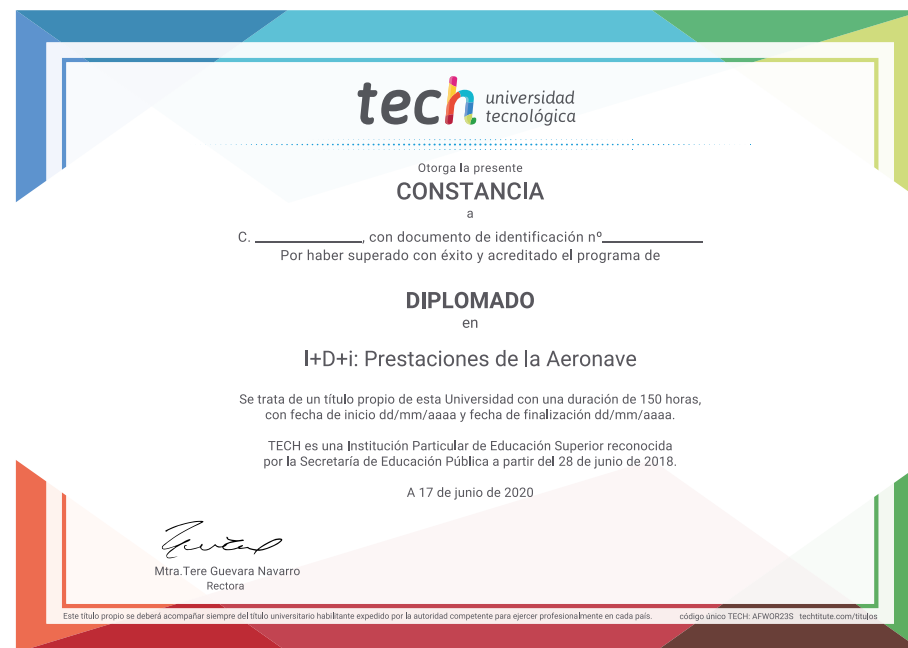 tech universidad
tecnológica
Otorga la presente
CONSTANCIA
a
C. ______________, con documento de identificación nº______________
Por haber superado con éxito y acreditado el programa de
DIPLOMADO
en
I+D+i: Prestaciones de la Aeronave
Se trata de un título propio de esta Universidad con una duración de 150 horas,
con fecha de inicio dd/mm/aaaa y fecha de finalización dd/mm/aaaa.
TECH es una Institución Particular de Educación Superior reconocida
por la Secretaría de Educación Pública a partir del 28 de junio de 2018.
A 17 de junio de 2020
Mtra.Tere Guevara Navarro
Rectora
Este título propio se deberá acompañar siempre del título universitario habilitante expedido por la autoridad competente para ejercer profesionalmente en cada país. código único TECH: AFWOR23S techtitute.com/titulos